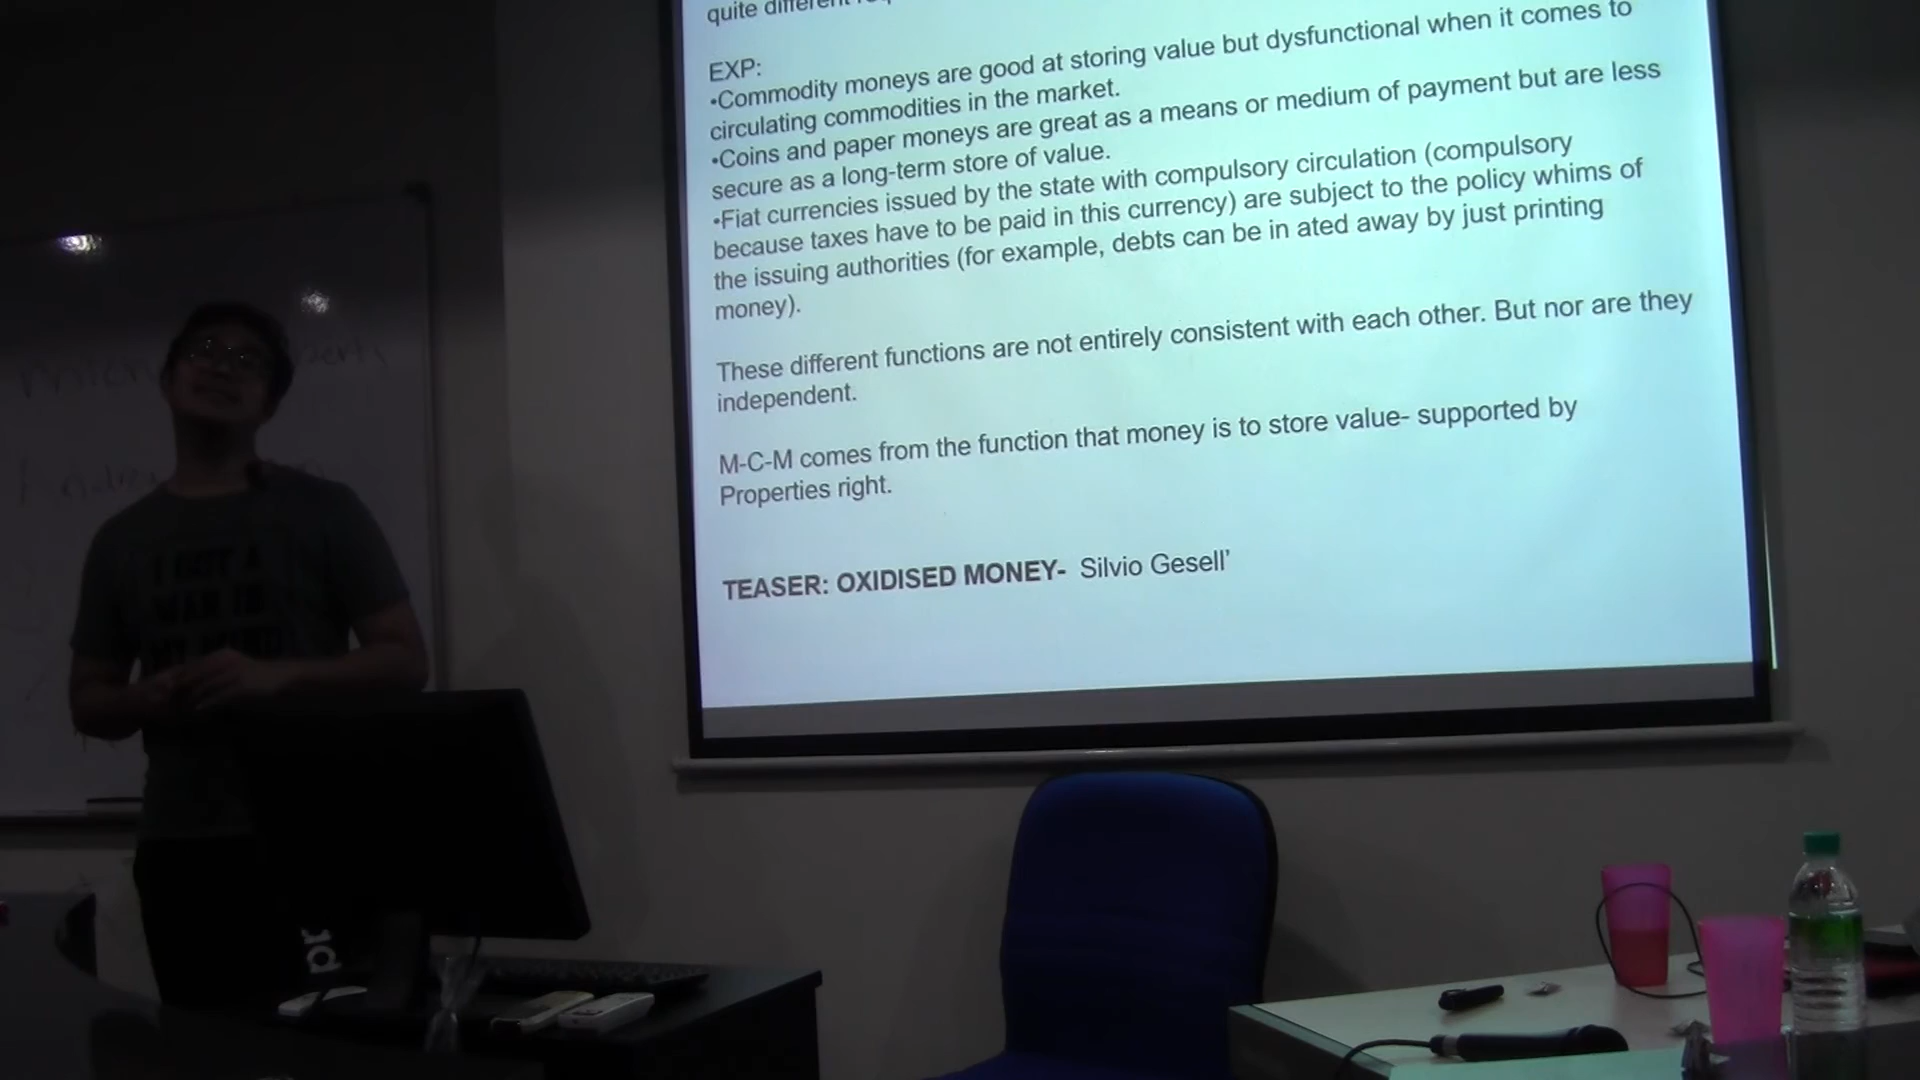 quite different
EXP:
•Commodity moneys are good at storing value but dysfunctional when it comes to
circulating commodities in the market.
•Coins and paper moneys are great as a means or medium of payment but are less
secure as a long-term store of value.
•Fiat currencies issued by the state with compulsory circulation (compulsory
because taxes have to be paid in this currency) are subject to the policy whims of
the issuing authorities (for example, debts can be in ated away by just printing
money).
These different functions are not entirely consistent with each other. But nor are they
independent.
M-C-M comes from the function that money is to store value- supported by
Properties right.
TEASER: OXIDISED MONEY- Silvio Gesell'